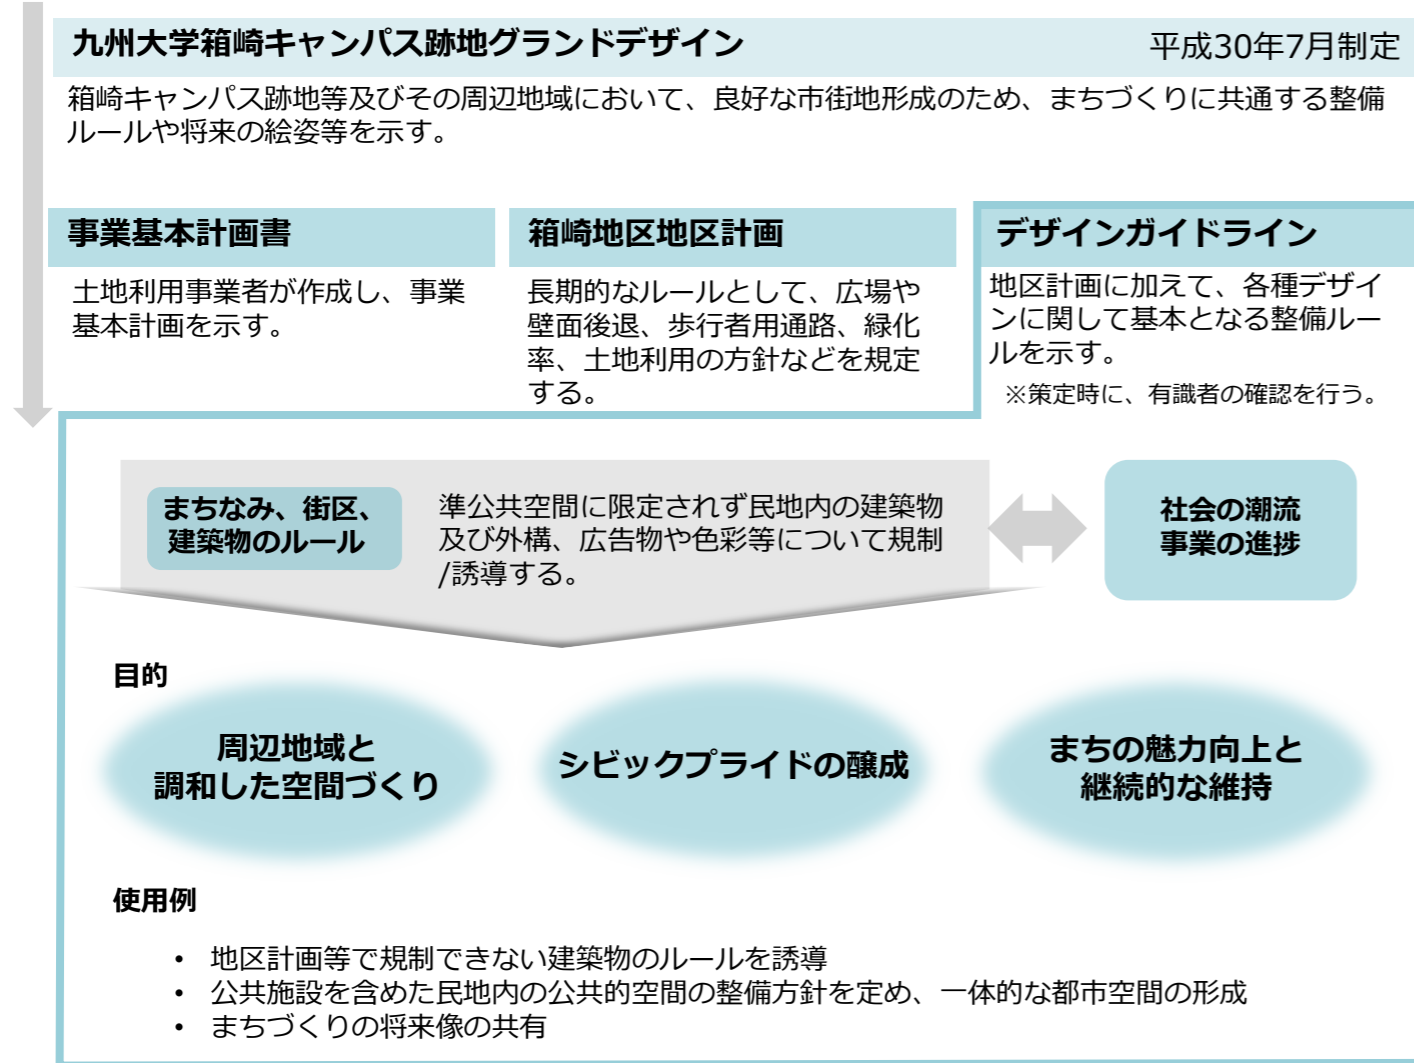 九州大学箱崎キャンパス跡地グランドデザイン 平成30年7月制定
箱崎キャンパス跡地等及びその周辺地域において、良好な市街地形成のため、まちづくりに共通する整備
ルールや将来の絵姿等を示す。
事業基本計画書
土地利用事業者が作成し、事業
基本計画を示す。
箱崎地区地区計画
長期的なルールとして、広場や
壁面後退、歩行者用通路、緑化
率、土地利用の方針などを規定
する。
デザインガイドライン
地区計画に加えて、各種デザイ
ンに関して基本となる整備ルー
ルを示す。
※策定時に、有識者の確認を行う。
まちなみ、街区、
建築物のルール
準公共空間に限定されず民地内の建築物
及び外構、広告物や色彩等について規制
/誘導する。
社会の潮流
事業の進捗
目的
周辺地域と
調和した空間づくり
シビックプライドの醸成
まちの魅力向上と
継続的な維持
使用例
• 地区計画等で規制できない建築物のルールを誘導
• 公共施設を含めた民地内の公共的空間の整備方針を定め、一体的な都市空間の形成
• まちづくりの将来像の共有